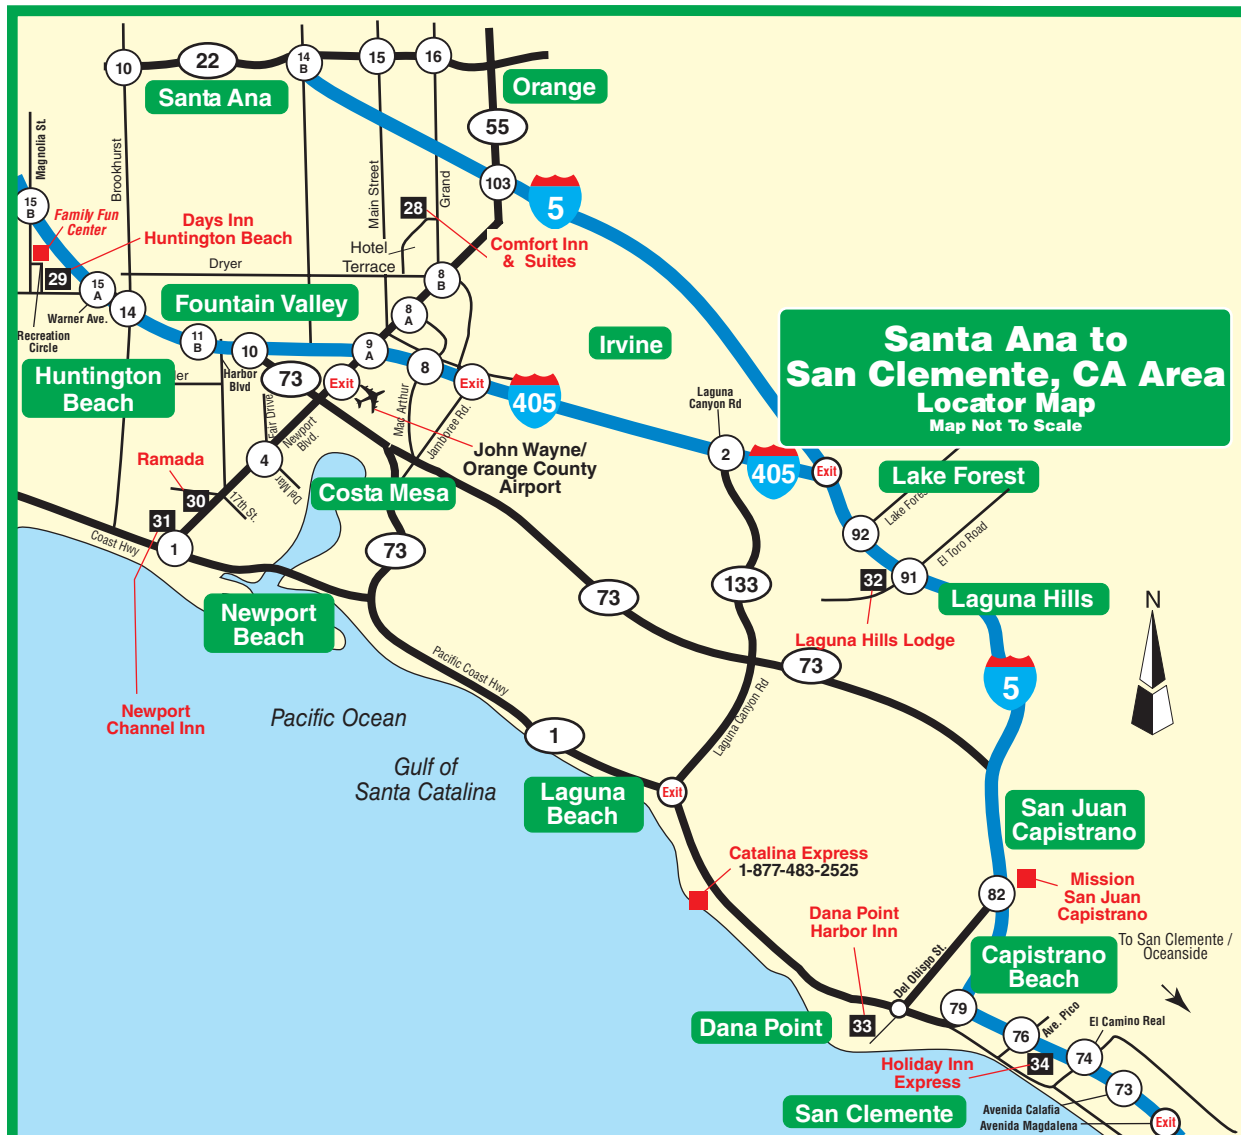 10
22
14
B
15
16
Santa Ana
Orange
55
103
5
Magnolia St.
Brookhurst
Main Street
Grand
15
B
Family Fun
Center
Days Inn
Huntington Beach
28
Comfort Inn
& Suites
Hotel
Terrace
Dryer
29
15
A
Warner Ave.
14
Recreation
Circle
Fountain Valley
8
B
8
A
11
B
10
Harbor
Blvd
9
A
8
Irvine
Santa Ana to
San Clemente, CA Area
Locator Map
Map Not To Scale
Huntington
Beach
73
Exit
Exit
405
Mac Arthur
Jamboree Rd.
Fair Drive
Newport
Blvd.
Laguna
Canyon Rd
2
405
Exit
John Wayne/
Orange County
Airport
Ramada
4
Del Mar
30
17th St.
31
1
Coast Hwy
Costa Mesa
Lake Forest
Lake Forest
92
El Toro Road
32
91
73
73
133
Newport
Beach
Laguna Hills
Laguna Hills Lodge
N
73
5
Pacific Coast Hwy
Laguna Canyon Rd
Newport
Channel Inn
Pacific Ocean
1
Gulf of
Santa Catalina
Laguna
Beach
Exit
San Juan
Capistrano
Catalina Express
1-877-483-2525
82
Mission
San Juan
Capistrano
Dana Point
Harbor Inn
To San Clemente /
Oceanside
Del Obispo St.
Capistrano
Beach
79
Dana Point
33
76
Ave. Pico
El Camino Real
Holiday Inn
Express
34
74
73
San Clemente
Avenida Calafia
Avenida Magdalena
Exit